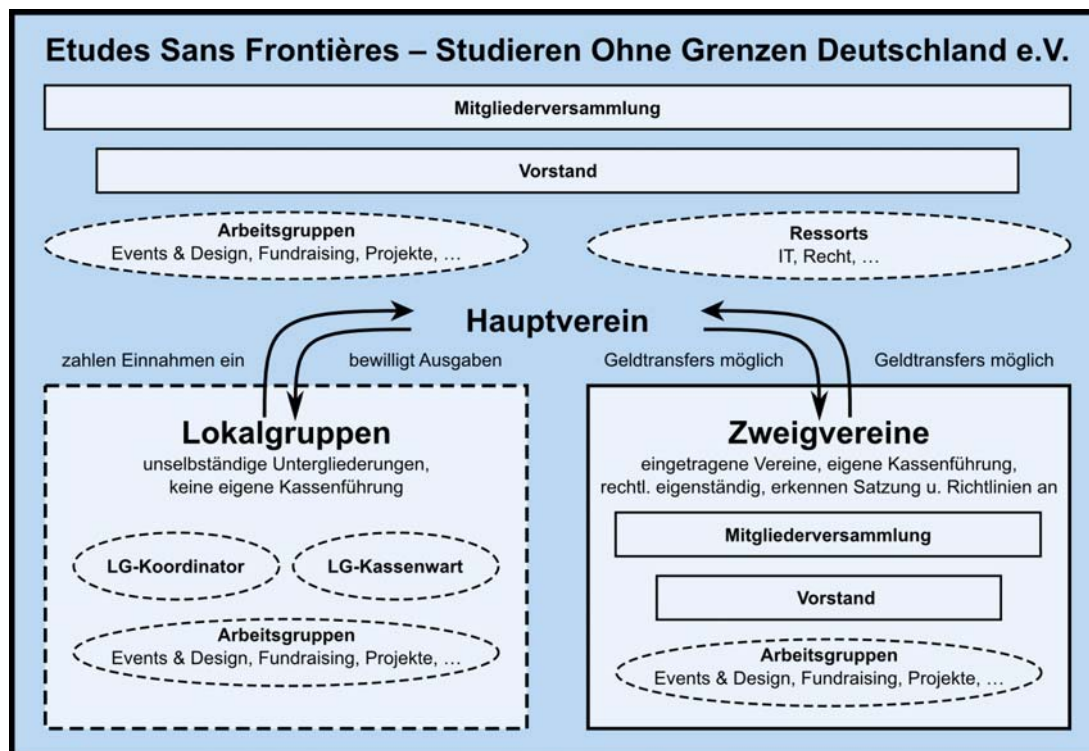 Etudes Sans Frontières – Studieren Ohne Grenzen Deutschland e.V.
Mitgliederversammlung
Vorstand
Arbeitsgruppen
Events & Design, Fundraising, Projekte, …
Ressorts
IT, Recht, …
Hauptverein
zahlen Einnahmen ein
bewilligt Ausgaben
Geldtransfers möglich
Geldtransfers möglich
Lokalgruppen
unselbständige Untergliederungen,
keine eigene Kassenführung
LG-Koordinator
LG-Kassenwart
Arbeitsgruppen
Events & Design, Fundraising, Projekte, …
Zweigvereine
eingetragene Vereine, eigene Kassenführung,
rechtl. eigenständig, erkennen Satzung u. Richtlinien an
Mitgliederversammlung
Vorstand
Arbeitsgruppen
Events & Design, Fundraising, Projekte, …